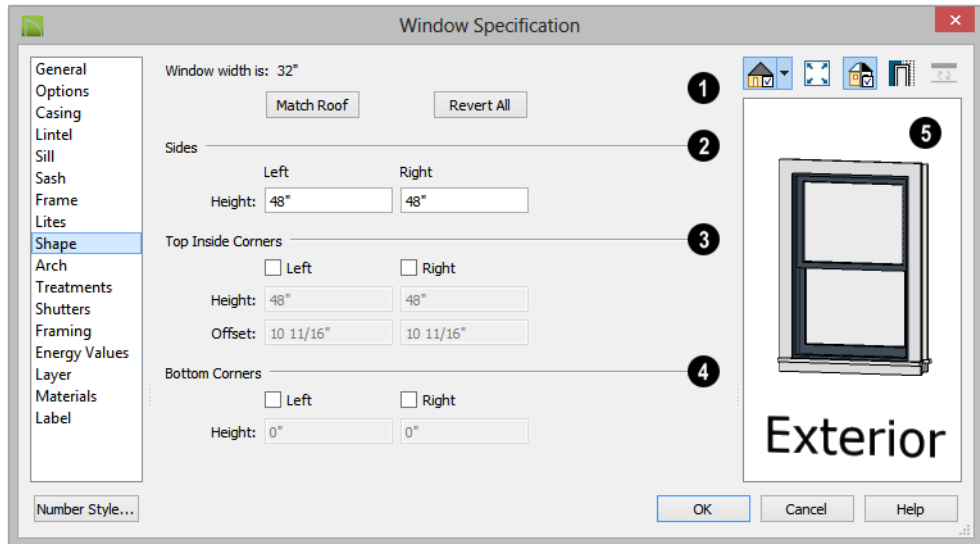 Window Specification
×
General
Options
Casing
Lintel
Sill
Sash
Frame
Lites
Shape
Arch
Treatments
Shutters
Framing
Energy Values
Layer
Materials
Label
Number Style...
Window width is: 32"
1
Match Roof Revert All
Sides 2
Left Right
Height: 48" 48"
Top Inside Corners 3
Left Right
Height: 48" 48"
Offset: 10 11/16" 10 11/16"
Bottom Corners 4
Left Right
Height: 0" 0"
5
Exterior
OK Cancel Help